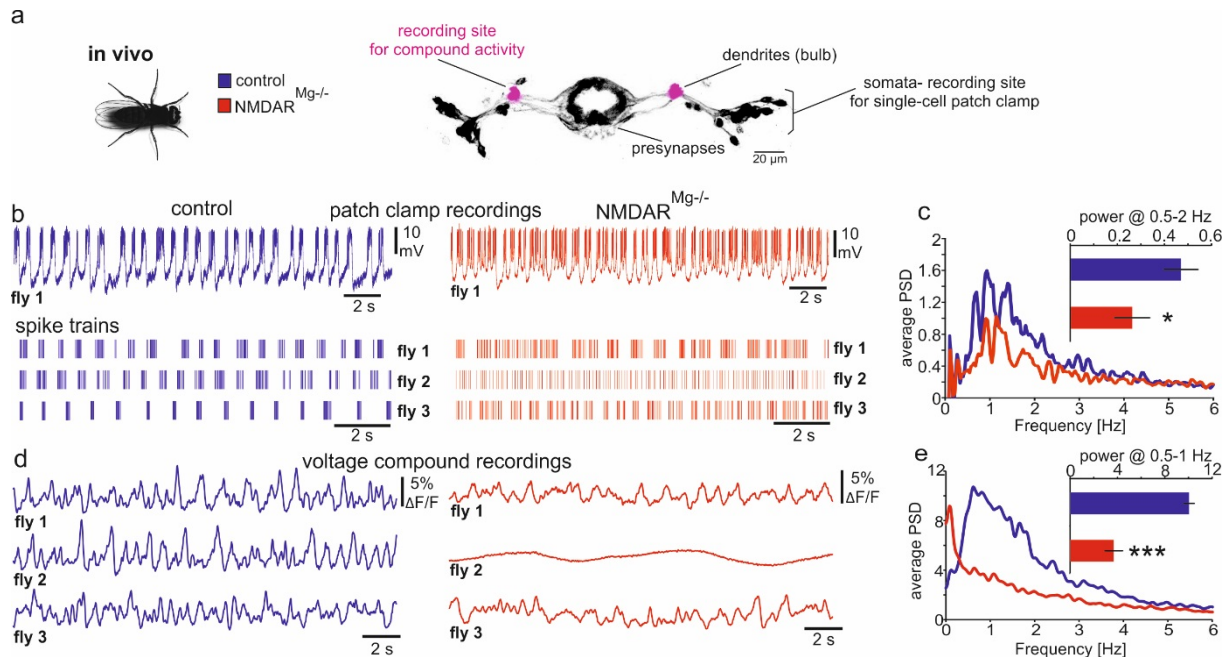 a
in vivo
control
NMDAR Mg-/-
recording site
for compound activity
dendrites (bulb)
somata- recording site
for single-cell patch clamp
presynapses
20 µm
b
control
patch clamp recordings
NMDAR Mg-/-
10
mV
10
mV
fly 1
2 s
fly 1
2 s
spike trains
fly 1
fly 2
fly 3
2 s
fly 1
fly 2
fly 3
2 s
c
power @ 0.5-2 Hz
0 0.2 0.4 0.6
*
average PSD
2
1.6
1.2
0.8
0.4
0
0 1 2 3 4 5 6
Frequency [Hz]
d
voltage compound recordings
5%
ΔF/F
5%
ΔF/F
fly 1
fly 2
fly 3
2 s
fly 1
fly 2
fly 3
2 s
e
power @ 0.5-1 Hz
0 4 8 12
***
average PSD
12
8
4
0
0 1 2 3 4 5 6
Frequency [Hz]